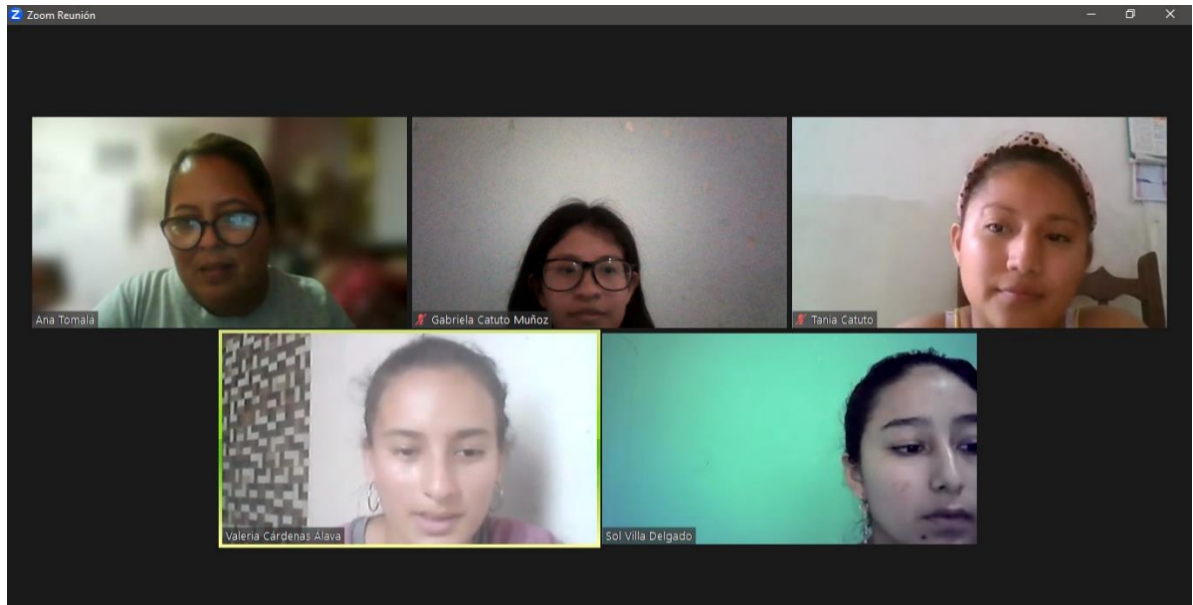 Zoom Reunión
Ana Tomalá
Gabriela Catuto Muñoz
Tania Catuto
Valeria Cárdenas Álava
Sol Villa Delgado